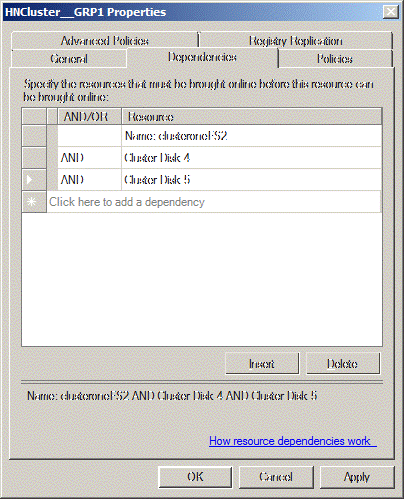 HNCluster__GRP1 Properties
Advanced Policies
Registry Replication
General
Dependencies
Policies
Specify the resources that must be brought online before this resource can
be brought online:
AND/OR
Resource
Name: clusteroneFS2
AND
Cluster Disk 4
AND
Cluster Disk 5
Click here to add a dependency
Insert
Delete
Name: clusteroneFS2 AND Cluster Disk 4 AND Cluster Disk 5
How resource dependencies work
OK
Cancel
Apply